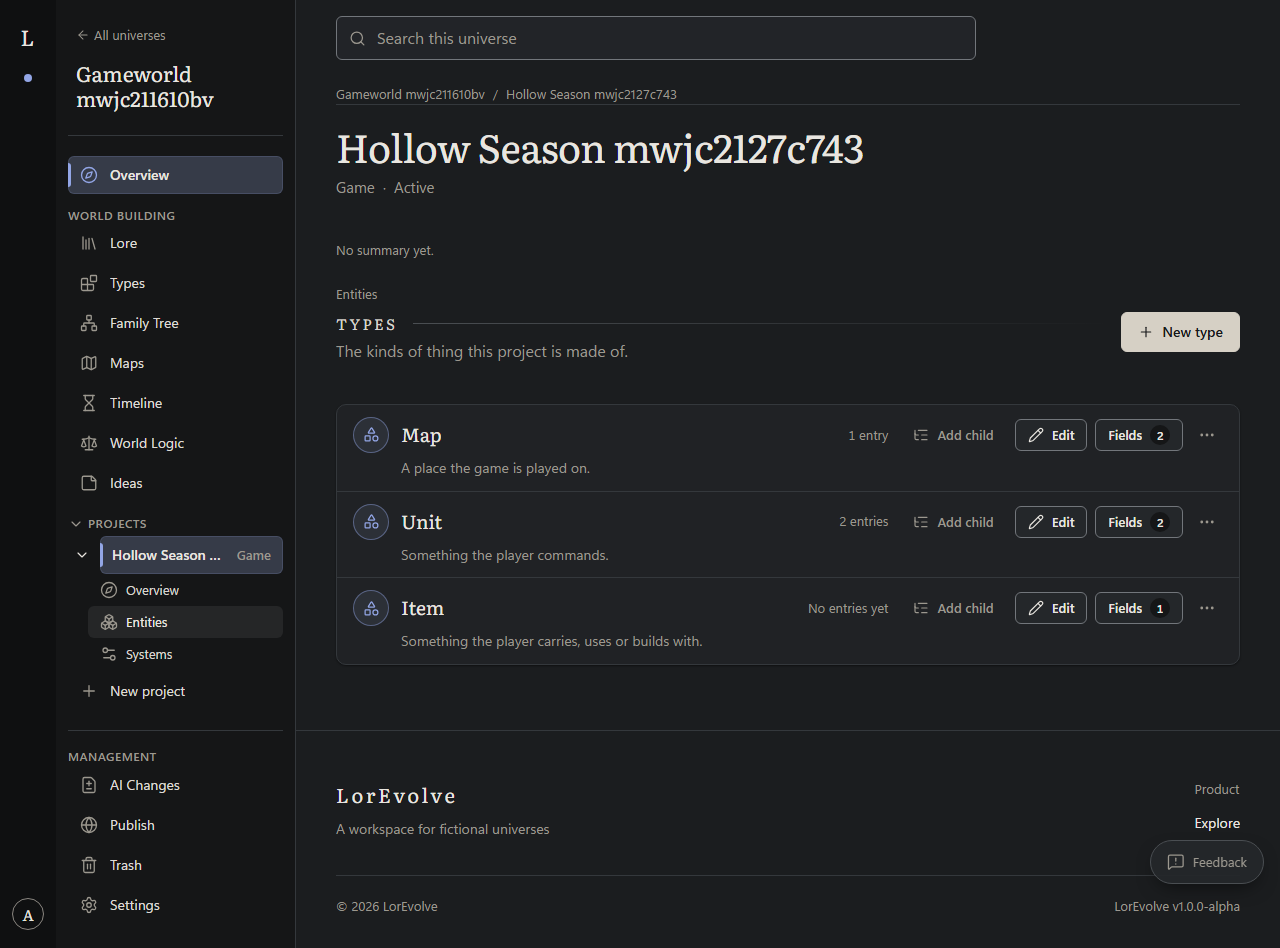 L
All universes
Gameworld
mwjc211610bv
Overview
WORLD BUILDING
Lore
Types
Family Tree
Maps
Timeline
World Logic
Ideas
PROJECTS
Hollow Season ... Game
Overview
Entities
Systems
New project
MANAGEMENT
AI Changes
Publish
Trash
Settings
A
Search this universe
Gameworld mwjc211610bv / Hollow Season mwjc2127c743
Hollow Season mwjc2127c743
Game · Active
No summary yet.
Entities
TYPES
The kinds of thing this project is made of.
New type
Map 1 entry Add child Edit Fields 2
A place the game is played on.
Unit 2 entries Add child Edit Fields 2
Something the player commands.
Item No entries yet Add child Edit Fields 1
Something the player carries, uses or builds with.
LorEvolve
A workspace for fictional universes
Product
Explore
Feedback
© 2026 LorEvolve
LorEvolve v1.0.0-alpha